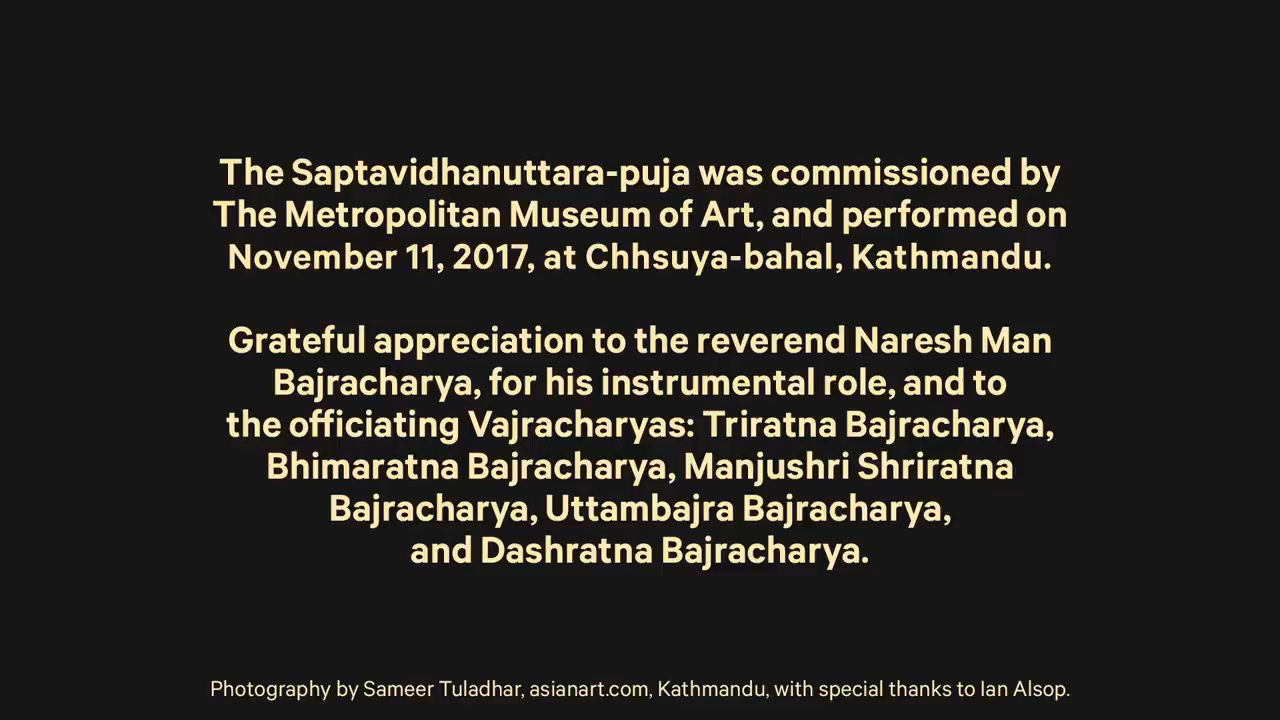 The Saptavidhanuttara-puja was commissioned by
The Metropolitan Museum of Art, and performed on
November 11, 2017, at Chhsuya-bahal, Kathmandu.
Grateful appreciation to the reverend Naresh Man
Bajracharya, for his instrumental role, and to
the officiating Vajracharyas: Triratna Bajracharya,
Bhimaratna Bajracharya, Manjushri Shriratna
Bajracharya, Uttambajra Bajracharya,
and Dashratna Bajracharya.
Photography by Sameer Tuladhar, asianart.com, Kathmandu, with special thanks to Ian Alsop.